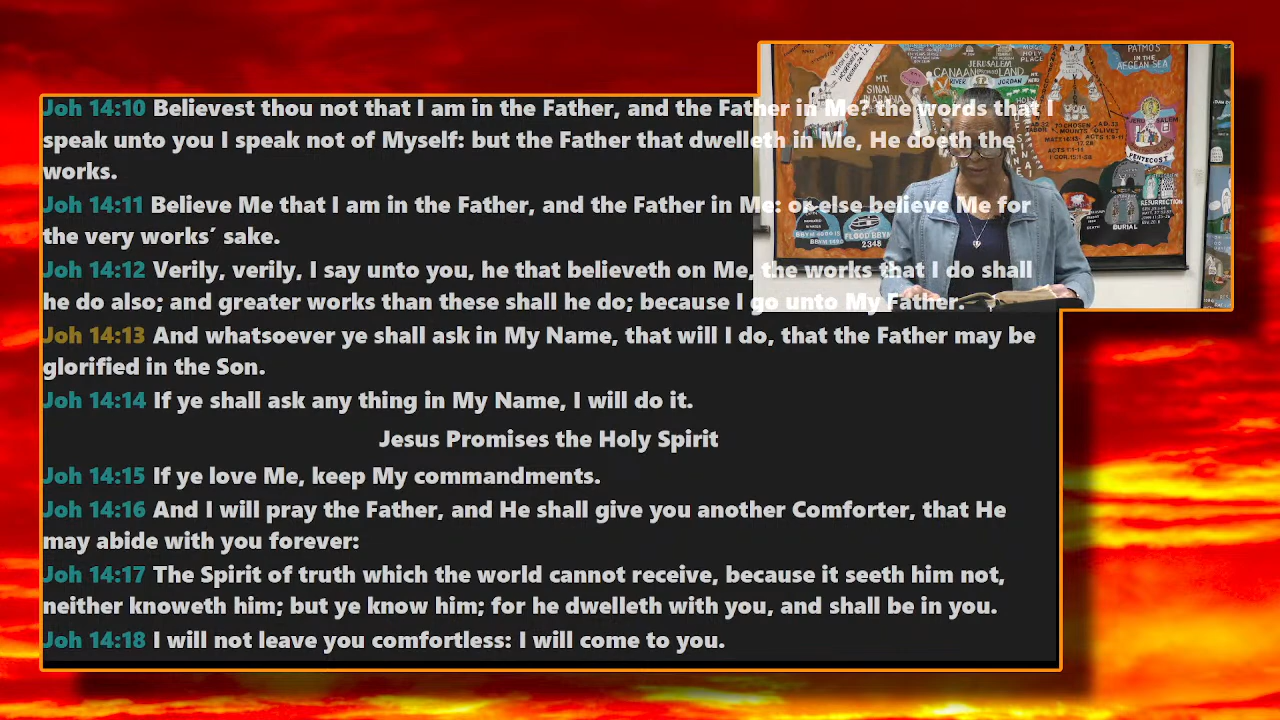 Joh 14:10 Believest thou not that I am in the Father, and the Father in Me? the words that I
speak unto you I speak not of Myself: but the Father that dwelleth in Me, He doeth the
works.
Joh 14:11 Believe Me that I am in the Father, and the Father in Me: or else believe Me for
the very works’ sake.
Joh 14:12 Verily, verily, I say unto you, he that believeth on Me, the works that I do shall
he do also; and greater works than these shall he do; because I go unto My Father.
Joh 14:13 And whatsoever ye shall ask in My Name, that will I do, that the Father may be
glorified in the Son.
Joh 14:14 If ye shall ask any thing in My Name, I will do it.
Jesus Promises the Holy Spirit
Joh 14:15 If ye love Me, keep My commandments.
Joh 14:16 And I will pray the Father, and He shall give you another Comforter, that He
may abide with you forever:
Joh 14:17 The Spirit of truth which the world cannot receive, because it seeth him not,
neither knoweth him; but ye know him; for he dwelleth with you, and shall be in you.
Joh 14:18 I will not leave you comfortless: I will come to you.
PATMOS
IN THE
AEGEAN SEA
HOLY
PLACE
JERUSALEM
CANAAN LAND
RIVER JORDAN
MT.
SINAI
ARABIA
JERUSALEM
PENTECOST
MOUNTS OLIVET
RESURRECTION
BURIAL
FLOOD BBYM
2348